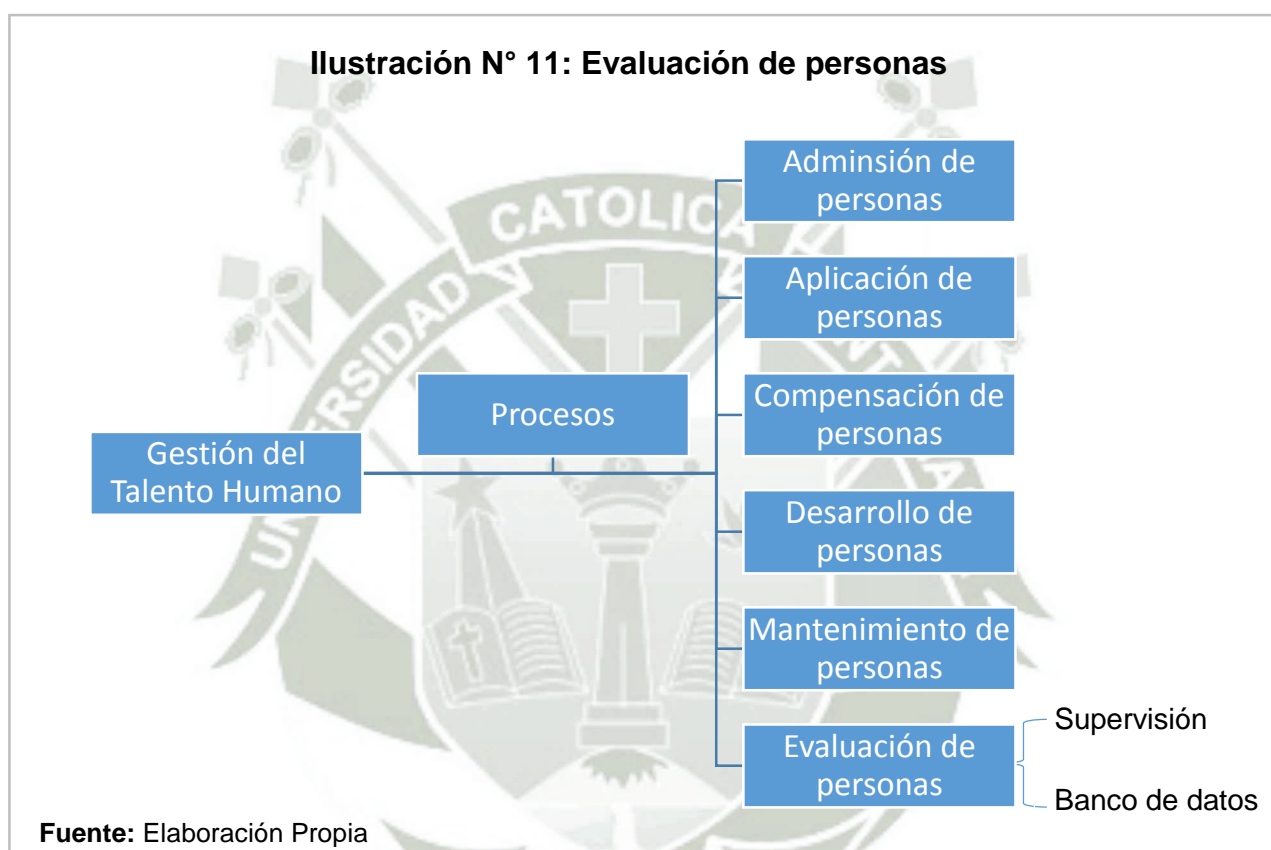 Ilustración N° 11: Evaluación de personas
Adminsión de
personas
Aplicación de
personas
Compensación de
personas
Procesos
Gestión del
Talento Humano
Desarrollo de
personas
Mantenimiento de
personas
Evaluación de
personas
Supervisión
Banco de datos
Fuente: Elaboración Propia
CATOLICA